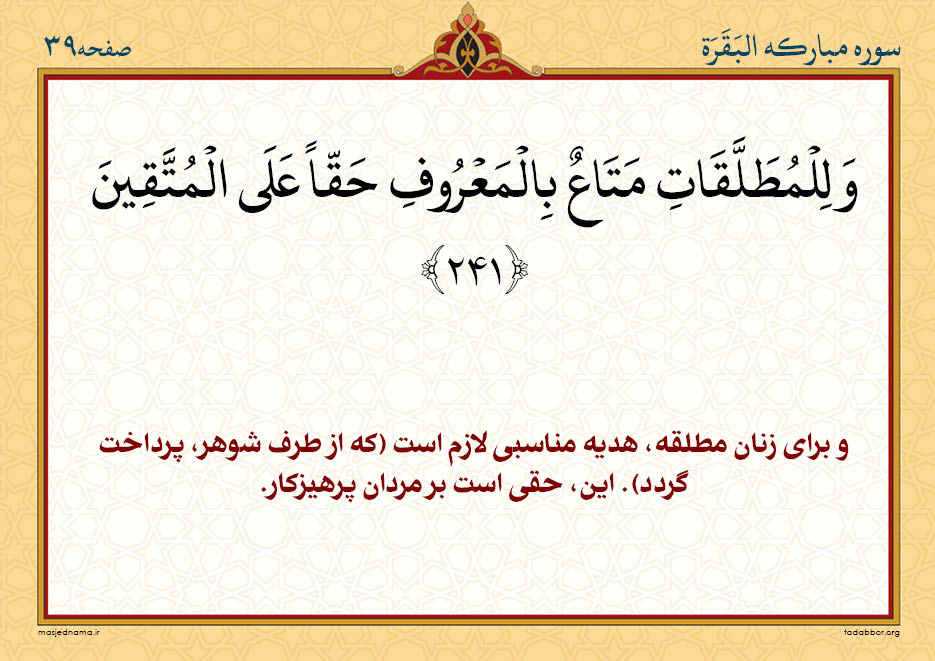 سوره مبارکه البَقَرَة
صفحه۳۹
وَ لِلْمُطَلَّقَاتِ مَتَاعٌ بِالْمَعْرُوفِ حَقّاً عَلَى الْمُتَّقِينَ
﴿۲۴۱﴾
و برای زنان مطلقه، هدیه مناسبی لازم است (که از طرف شوهر، پرداخت
گردد). این، حقی است بر مردان پرهیزکار.
masjednama.ir
tadabbor.org